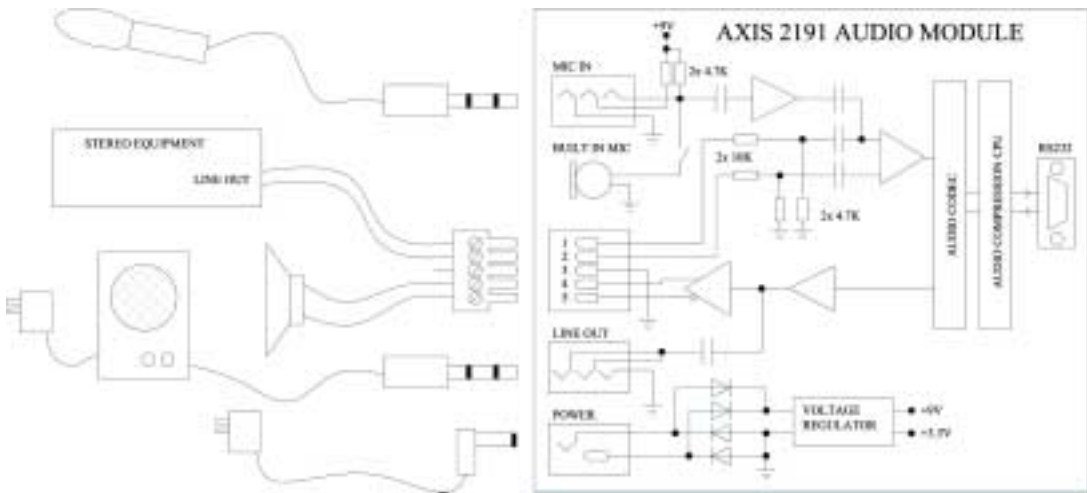 STEREO EQUIPMENT
LINE OUT
AXIS 2191 AUDIO MODULE
+9V
MIC IN
2x 4.7K
BUILT IN MIC
2x 10K
2x 4.7K
RS232
AUDIO CODEC
AUDIO COMPRESSION CPU
1
2
3
4
5
LINE OUT
POWER
VOLTAGE
REGULATOR
+9V
+3.3V